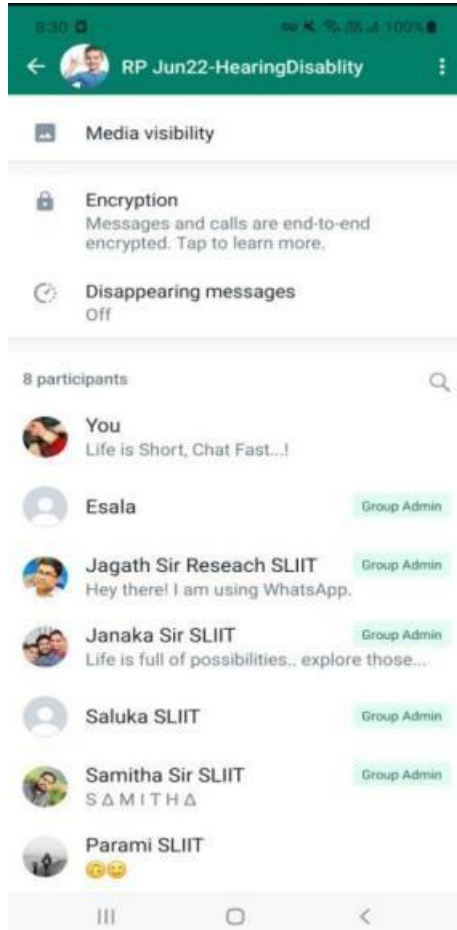 8:30
100%
RP Jun22-HearingDisablity
Media visibility
Encryption
Messages and calls are end-to-end
encrypted. Tap to learn more.
Disappearing messages
Off
8 participants
You
Life is Short, Chat Fast...!
Esala
Group Admin
Jagath Sir Reseach SLIIT
Group Admin
Hey there! I am using WhatsApp.
Janaka Sir SLIIT
Group Admin
Life is full of possibilities.. explore those...
Saluka SLIIT
Group Admin
Samitha Sir SLIIT
Group Admin
S Δ M I T H Δ
Parami SLIIT
🙃😊